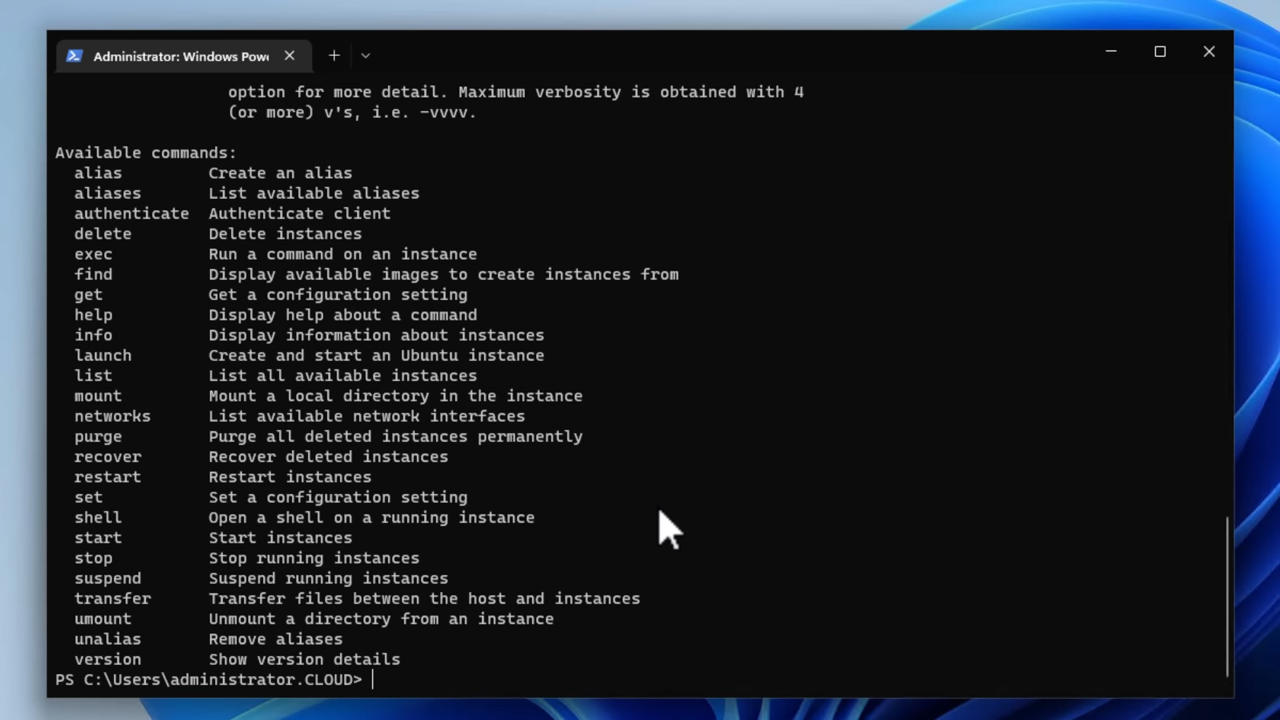 Administrator: Windows Powe
option for more detail. Maximum verbosity is obtained with 4
(or more) v's, i.e. -vvvv.
Available commands:
alias Create an alias
aliases List available aliases
authenticate Authenticate client
delete Delete instances
exec Run a command on an instance
find Display available images to create instances from
get Get a configuration setting
help Display help about a command
info Display information about instances
launch Create and start an Ubuntu instance
list List all available instances
mount Mount a local directory in the instance
networks List available network interfaces
purge Purge all deleted instances permanently
recover Recover deleted instances
restart Restart instances
set Set a configuration setting
shell Open a shell on a running instance
start Start instances
stop Stop running instances
suspend Suspend running instances
transfer Transfer files between the host and instances
umount Unmount a directory from an instance
unalias Remove aliases
version Show version details
PS C:\Users\administrator.CLOUD>